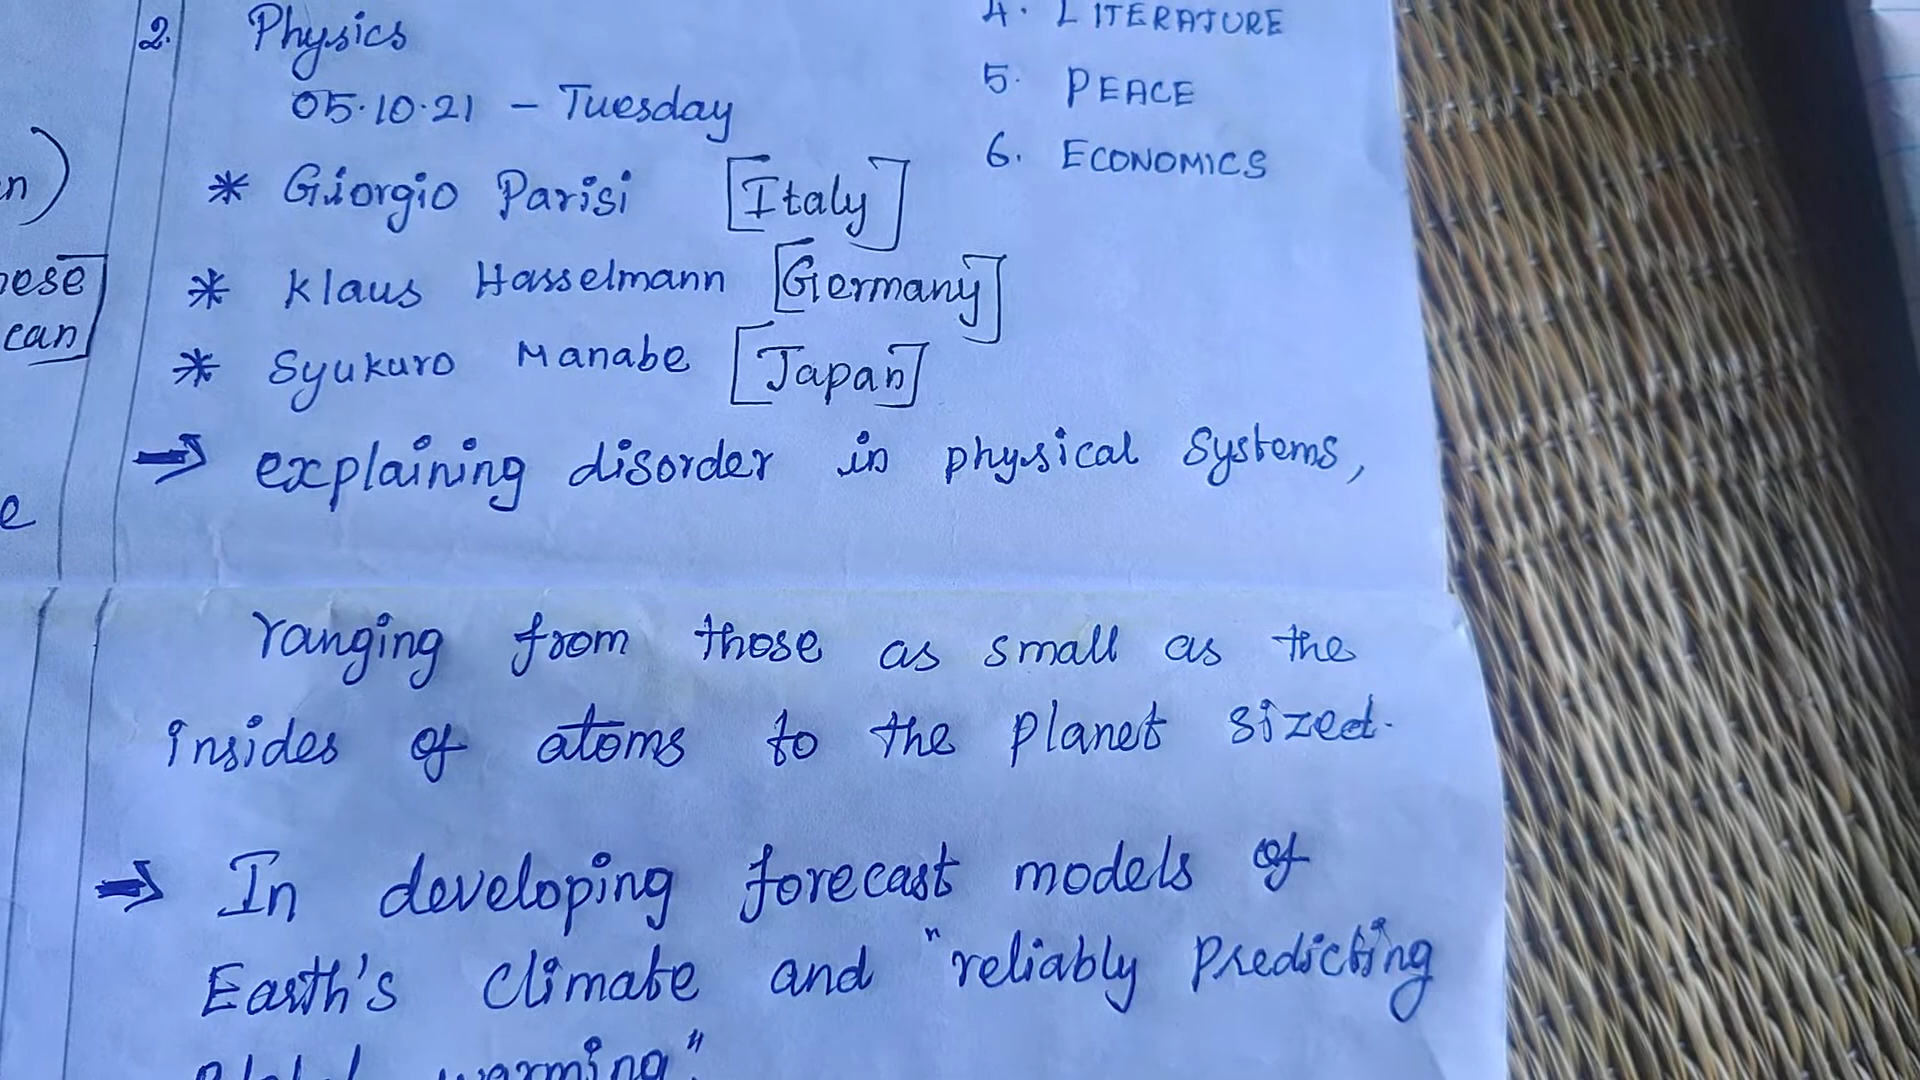 2. Physics
05.10.21 - Tuesday
* Giorgio Parisi [Italy]
* Klaus Hasselmann [Germany]
* Syukuro Manabe [Japan]
→ explaining disorder in physical Systems,
ranging from those as small as the
insides of atoms to the planet sized.
→ In developing forecast models of
Earth's climate and "reliably Predicting
warming"
4. LITERATURE
5. PEACE
6. ECONOMICS
can